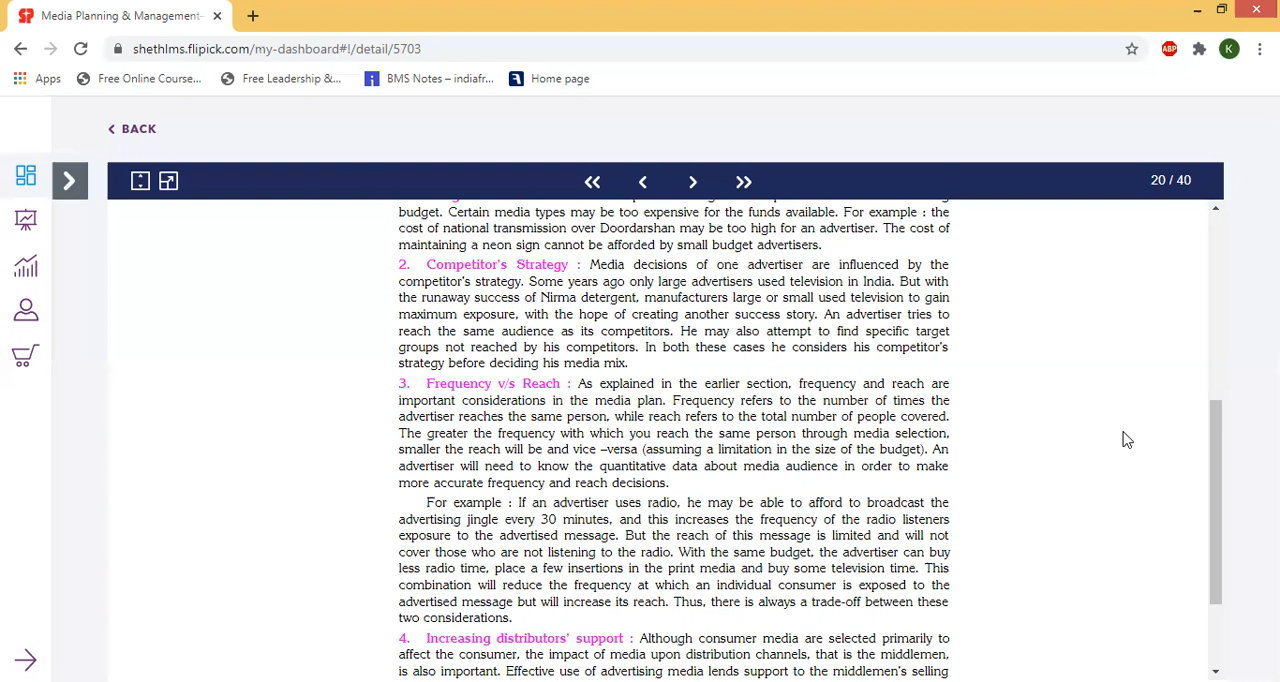 Media Planning & Management-
shethlms.flipick.com/my-dashboard#!/detail/5703
ABP
K
Apps
Free Online Course...
Free Leadership &...
BMS Notes – indiafr...
Home page
BACK
20 / 40
budget. Certain media types may be too expensive for the funds available. For example : the
cost of national transmission over Doordarshan may be too high for an advertiser. The cost of
maintaining a neon sign cannot be afforded by small budget advertisers.
2. Competitor's Strategy : Media decisions of one advertiser are influenced by the
competitor's strategy. Some years ago only large advertisers used television in India. But with
the runaway success of Nirma detergent, manufacturers large or small used television to gain
maximum exposure, with the hope of creating another success story. An advertiser tries to
reach the same audience as its competitors. He may also attempt to find specific target
groups not reached by his competitors. In both these cases he considers his competitor's
strategy before deciding his media mix.
3. Frequency v/s Reach : As explained in the earlier section, frequency and reach are
important considerations in the media plan. Frequency refers to the number of times the
advertiser reaches the same person, while reach refers to the total number of people covered.
The greater the frequency with which you reach the same person through media selection,
smaller the reach will be and vice –versa (assuming a limitation in the size of the budget). An
advertiser will need to know the quantitative data about media audience in order to make
more accurate frequency and reach decisions.
For example : If an advertiser uses radio, he may be able to afford to broadcast the
advertising jingle every 30 minutes, and this increases the frequency of the radio listeners
exposure to the advertised message. But the reach of this message is limited and will not
cover those who are not listening to the radio. With the same budget, the advertiser can buy
less radio time, place a few insertions in the print media and buy some television time. This
combination will reduce the frequency at which an individual consumer is exposed to the
advertised message but will increase its reach. Thus, there is always a trade-off between these
two considerations.
4. Increasing distributors' support : Although consumer media are selected primarily to
affect the consumer, the impact of media upon distribution channels, that is the middlemen,
is also important. Effective use of advertising media lends support to the middlemen's selling